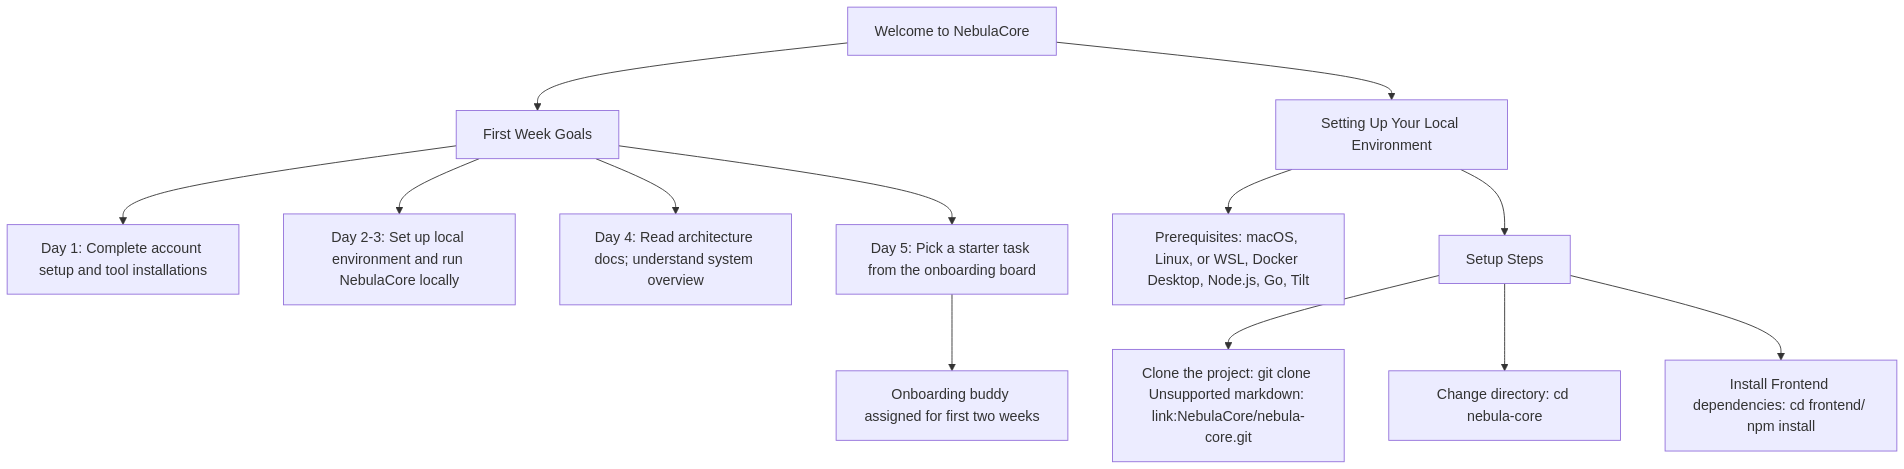 Welcome to NebulaCore
First Week Goals
Setting Up Your Local
Environment
Day 1: Complete account
setup and tool installations
Day 2-3: Set up local
environment and run
NebulaCore locally
Day 4: Read architecture
docs; understand system
overview
Day 5: Pick a starter task
from the onboarding board
Prerequisites: macOS,
Linux, or WSL, Docker
Desktop, Node.js, Go, Tilt
Setup Steps
Onboarding buddy
assigned for first two weeks
Clone the project: git clone
Unsupported markdown:
link:NebulaCore/nebula-
core.git
Change directory: cd
nebula-core
Install Frontend
dependencies: cd frontend/
npm install